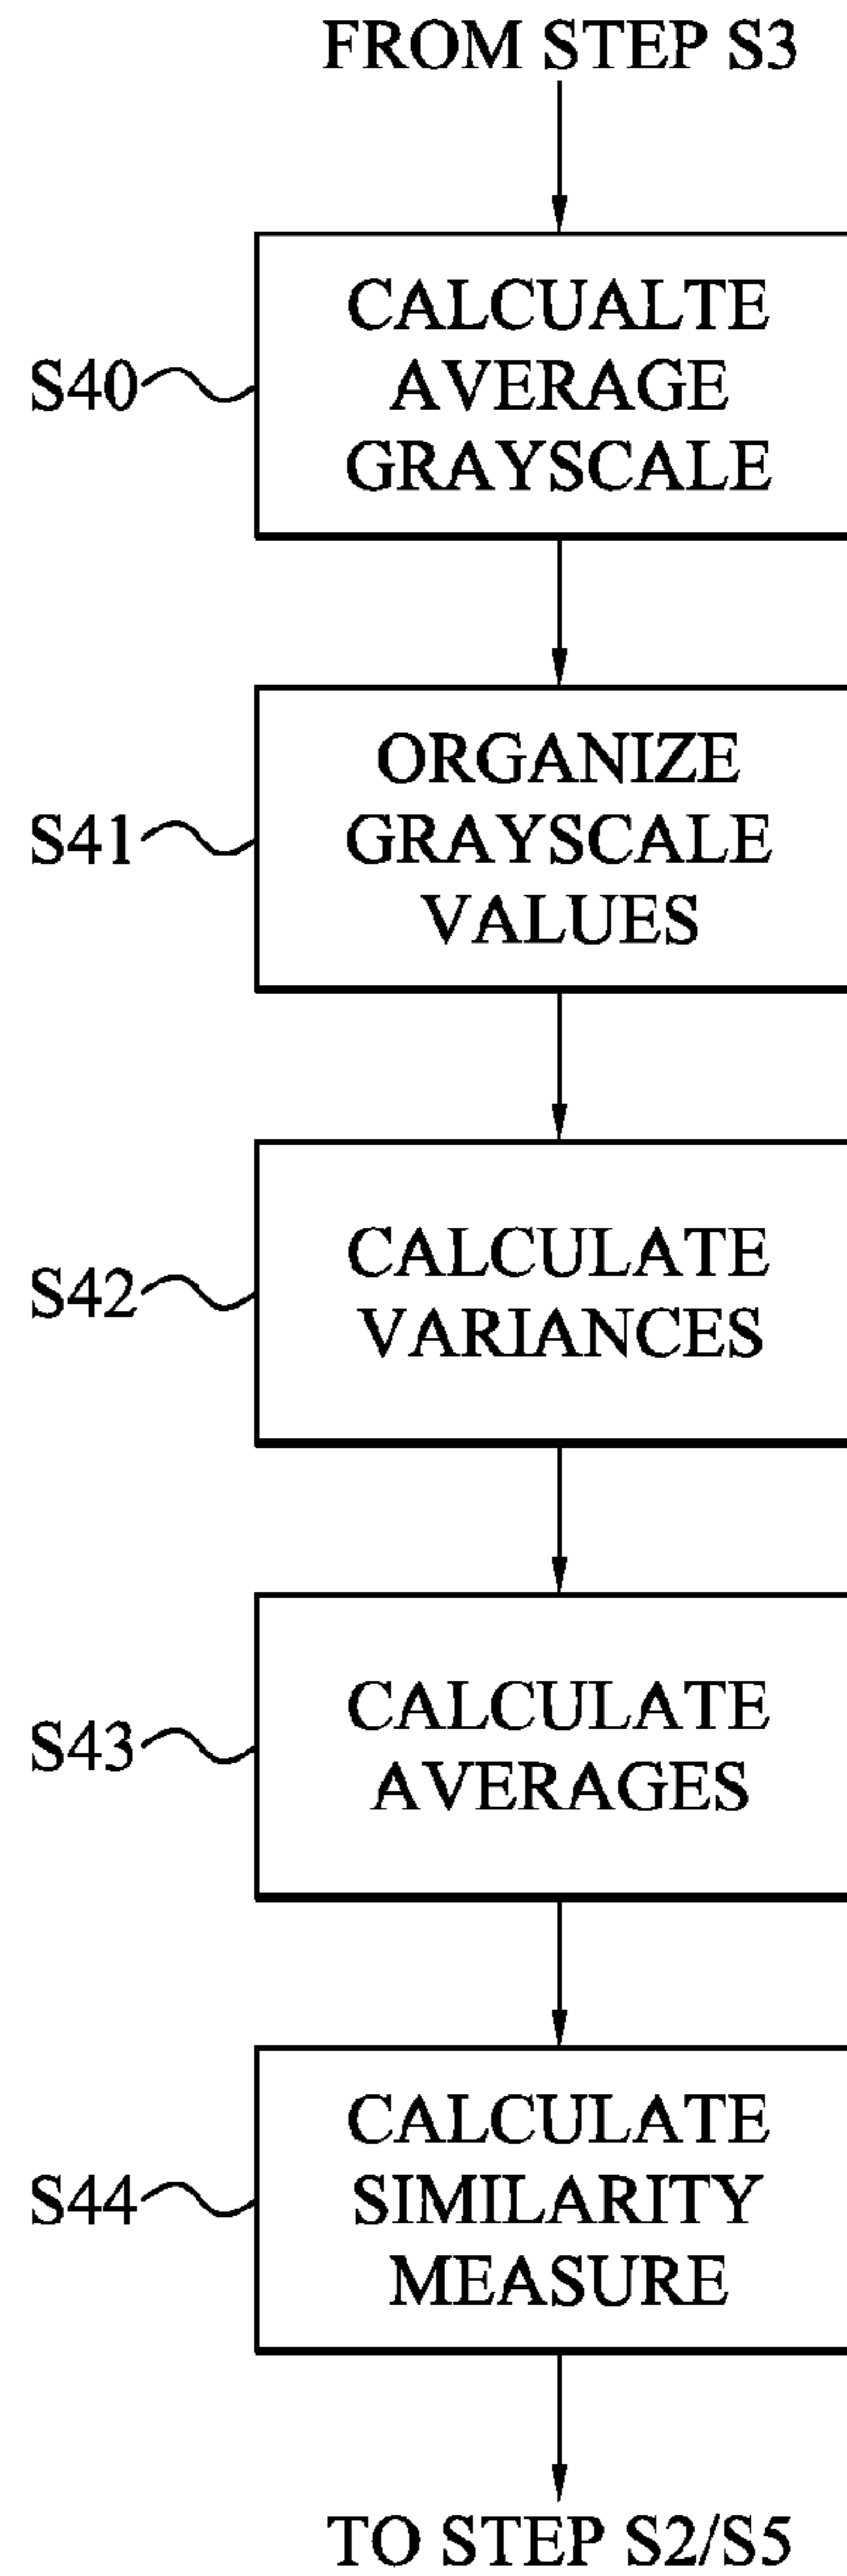 FROM STEP S3
CALCUALTE
AVERAGE
GRAYSCALE
S40
ORGANIZE
GRAYSCALE
VALUES
S41
CALCULATE
VARIANCES
S42
CALCULATE
AVERAGES
S43
CALCULATE
SIMILARITY
MEASURE
S44
TO STEP S2/S5